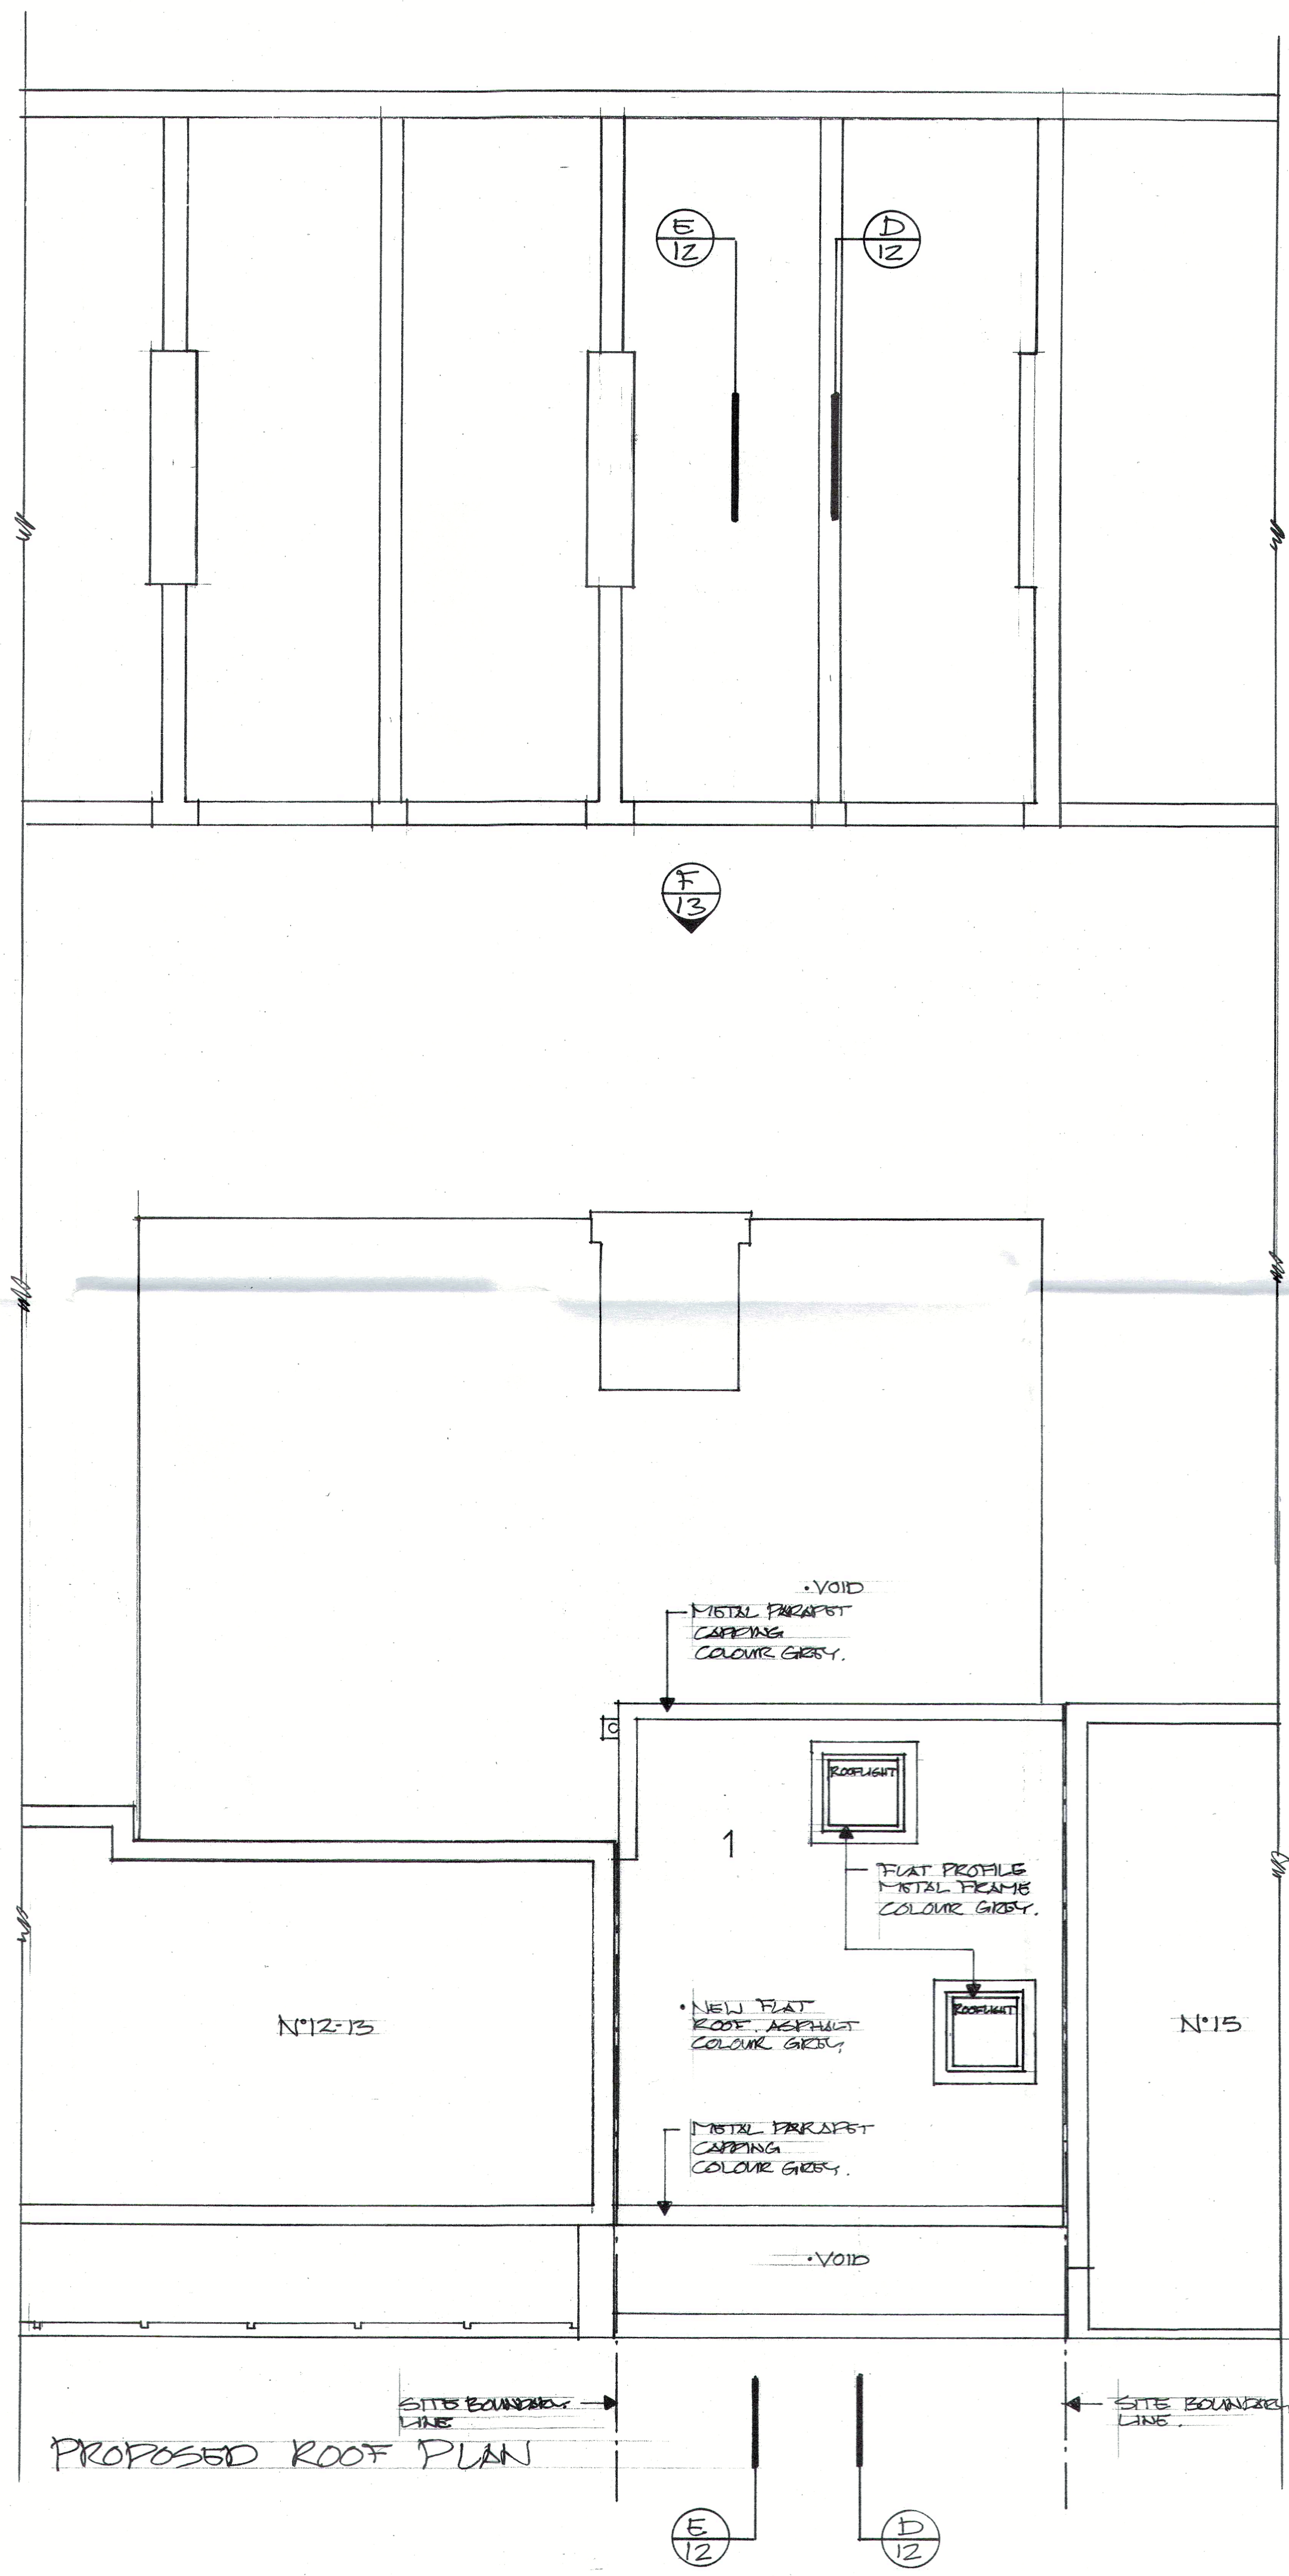 E
12
D
12
F
13
• VOID
METAL PARAPET
CAPPING
COLOUR GREY.
ROOFLIGHT
1
FLAT PROFILE
METAL FRAME
COLOUR GREY.
• NEW FLAT
ROOF. ASPHALT
COLOUR GREY,
ROOFLIGHT
N°12-13
N°15
METAL PARAPET
CAPPING
COLOUR GREY.
• VOID
SITE BOUNDARY
LINE
SITE BOUNDARY
LINE.
PROPOSED ROOF PLAN
E
12
D
12